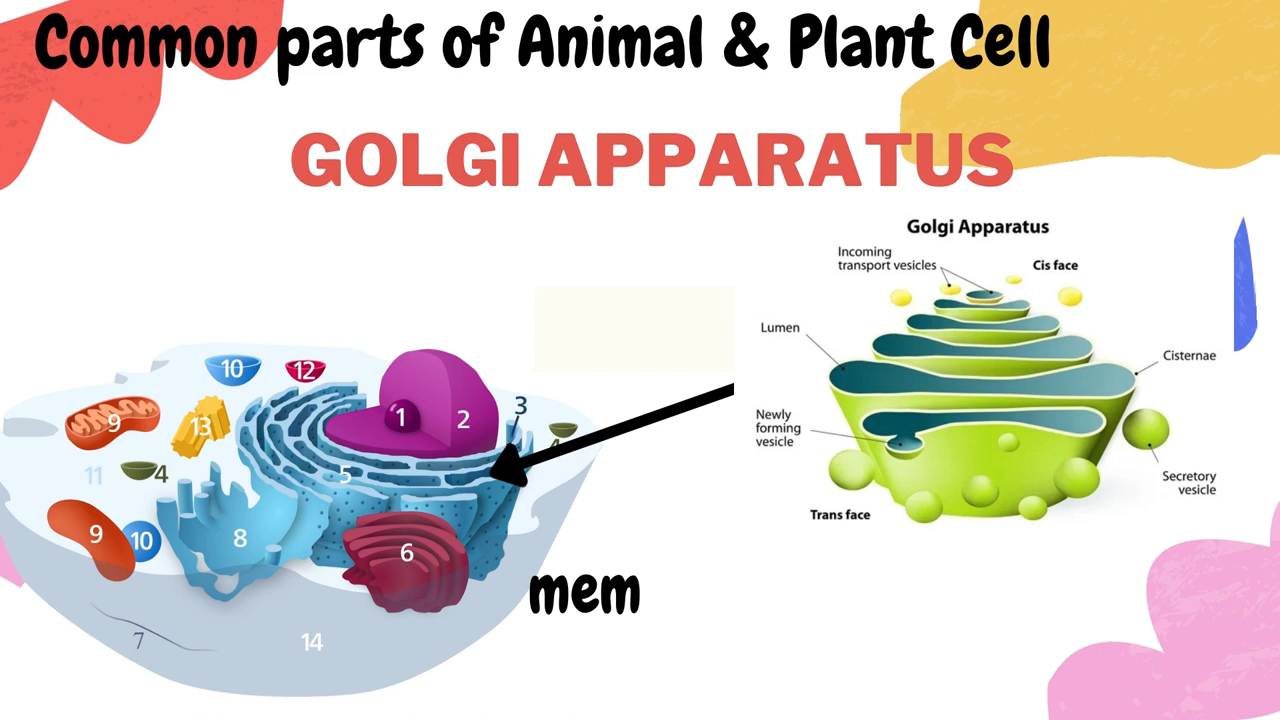 Common parts of Animal & Plant Cell
GOLGI APPARATUS
Golgi Apparatus
Incoming
transport vesicles
Cis face
Lumen
Cisternae
Newly
forming
vesicle
Secretory
vesicle
Trans face
10
12
3
9
13
1
2
4
11
4
5
9
10
8
6
mem
7
14